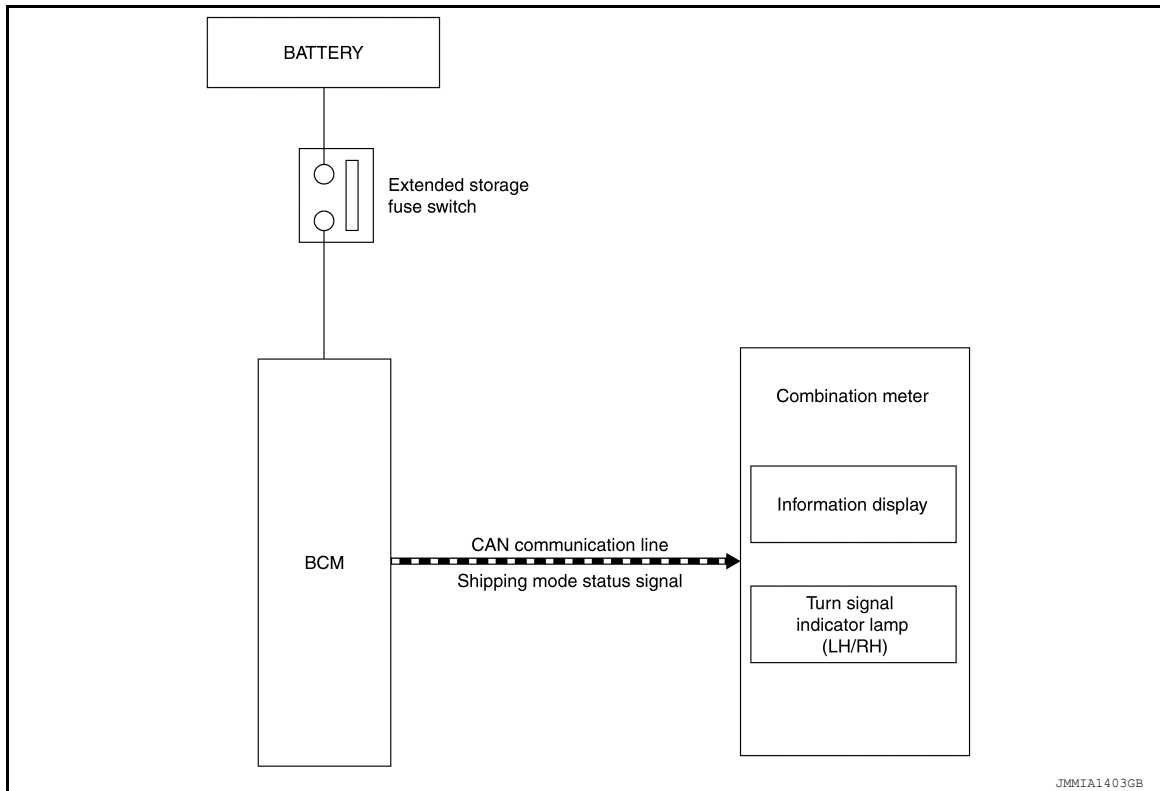 BATTERY
Extended storage
fuse switch
Combination meter
Information display
CAN communication line
BCM
Shipping mode status signal
Turn signal
indicator lamp
(LH/RH)
JMMIA1403GB